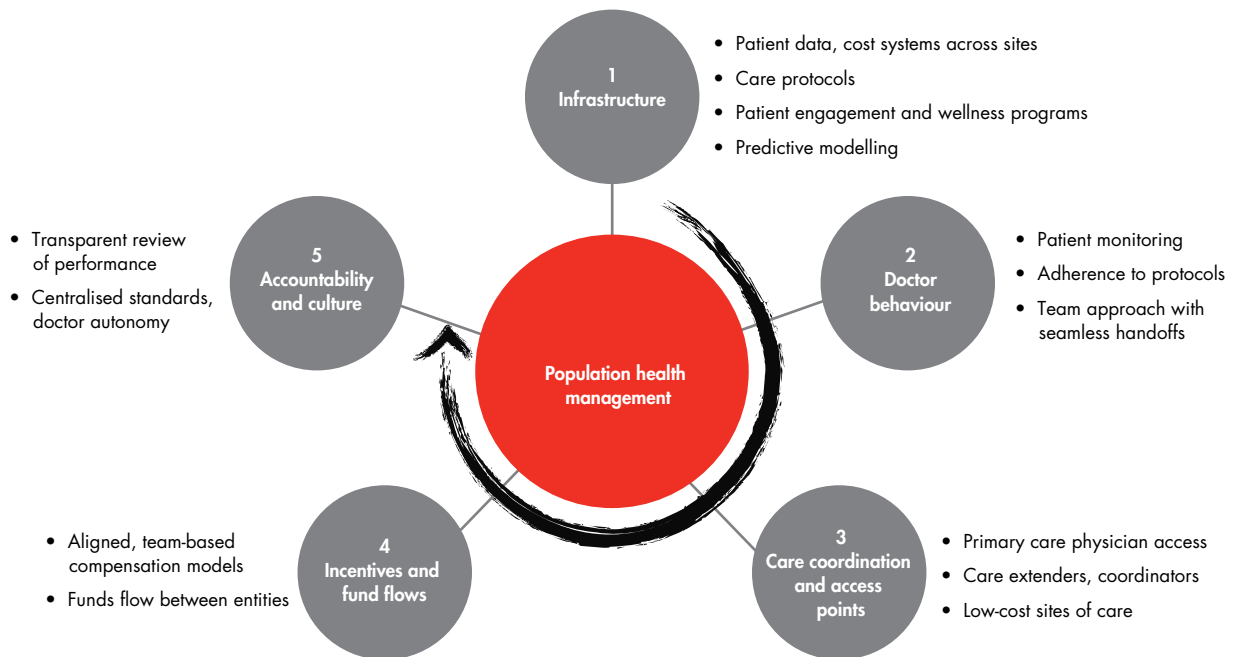 1
Infrastructure
• Patient data, cost systems across sites
• Care protocols
• Patient engagement and wellness programs
• Predictive modelling
2
Doctor
behaviour
• Patient monitoring
• Adherence to protocols
• Team approach with
seamless handoffs
3
Care coordination
and access
points
• Primary care physician access
• Care extenders, coordinators
• Low-cost sites of care
4
Incentives and
fund flows
• Aligned, team-based
compensation models
• Funds flow between entities
5
Accountability
and culture
• Transparent review
of performance
• Centralised standards,
doctor autonomy
Population health
management